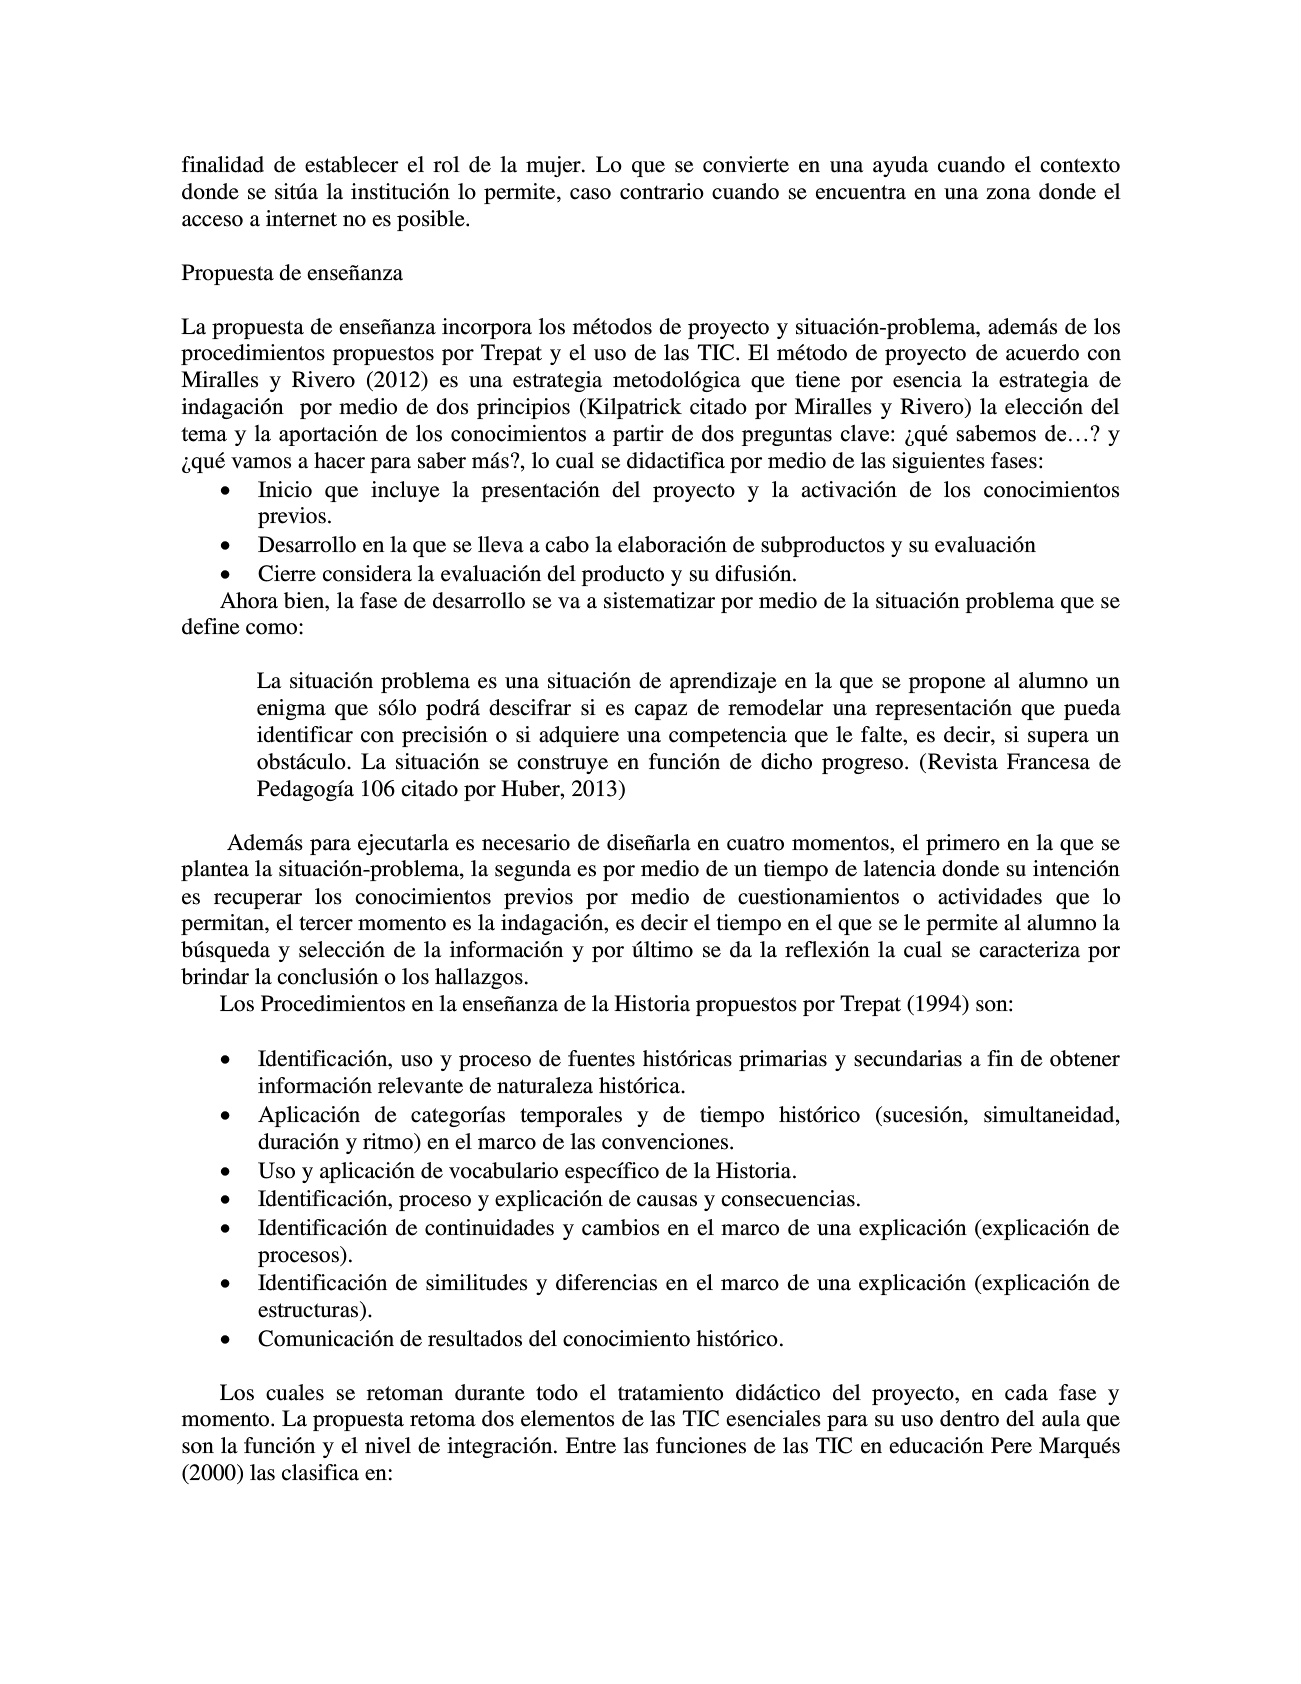 finalidad de establecer el rol de la mujer. Lo que se convierte en una ayuda cuando el contexto
donde se sitúa la institución lo permite, caso contrario cuando se encuentra en una zona donde el
acceso a internet no es posible.
Propuesta de enseñanza
La propuesta de enseñanza incorpora los métodos de proyecto y situación-problema, además de los
procedimientos propuestos por Trepat y el uso de las TIC. El método de proyecto de acuerdo con
Miralles y Rivero (2012) es una estrategia metodológica que tiene por esencia la estrategia de
indagación  por medio de dos principios (Kilpatrick citado por Miralles y Rivero) la elección del
tema y la aportación de los conocimientos a partir de dos preguntas clave: ¿qué sabemos de…? y
¿qué vamos a hacer para saber más?, lo cual se didactifica por medio de las siguientes fases:
• Inicio que incluye la presentación del proyecto y la activación de los conocimientos
previos.
• Desarrollo en la que se lleva a cabo la elaboración de subproductos y su evaluación
• Cierre considera la evaluación del producto y su difusión.
Ahora bien, la fase de desarrollo se va a sistematizar por medio de la situación problema que se
define como:
La situación problema es una situación de aprendizaje en la que se propone al alumno un
enigma que sólo podrá descifrar si es capaz de remodelar una representación que pueda
identificar con precisión o si adquiere una competencia que le falte, es decir, si supera un
obstáculo. La situación se construye en función de dicho progreso. (Revista Francesa de
Pedagogía 106 citado por Huber, 2013)
Además para ejecutarla es necesario de diseñarla en cuatro momentos, el primero en la que se
plantea la situación-problema, la segunda es por medio de un tiempo de latencia donde su intención
es recuperar los conocimientos previos por medio de cuestionamientos o actividades que lo
permitan, el tercer momento es la indagación, es decir el tiempo en el que se le permite al alumno la
búsqueda y selección de la información y por último se da la reflexión la cual se caracteriza por
brindar la conclusión o los hallazgos.
Los Procedimientos en la enseñanza de la Historia propuestos por Trepat (1994) son:
• Identificación, uso y proceso de fuentes históricas primarias y secundarias a fin de obtener
información relevante de naturaleza histórica.
• Aplicación de categorías temporales y de tiempo histórico (sucesión, simultaneidad,
duración y ritmo) en el marco de las convenciones.
• Uso y aplicación de vocabulario específico de la Historia.
• Identificación, proceso y explicación de causas y consecuencias.
• Identificación de continuidades y cambios en el marco de una explicación (explicación de
procesos).
• Identificación de similitudes y diferencias en el marco de una explicación (explicación de
estructuras).
• Comunicación de resultados del conocimiento histórico.
Los cuales se retoman durante todo el tratamiento didáctico del proyecto, en cada fase y
momento. La propuesta retoma dos elementos de las TIC esenciales para su uso dentro del aula que
son la función y el nivel de integración. Entre las funciones de las TIC en educación Pere Marqués
(2000) las clasifica en: